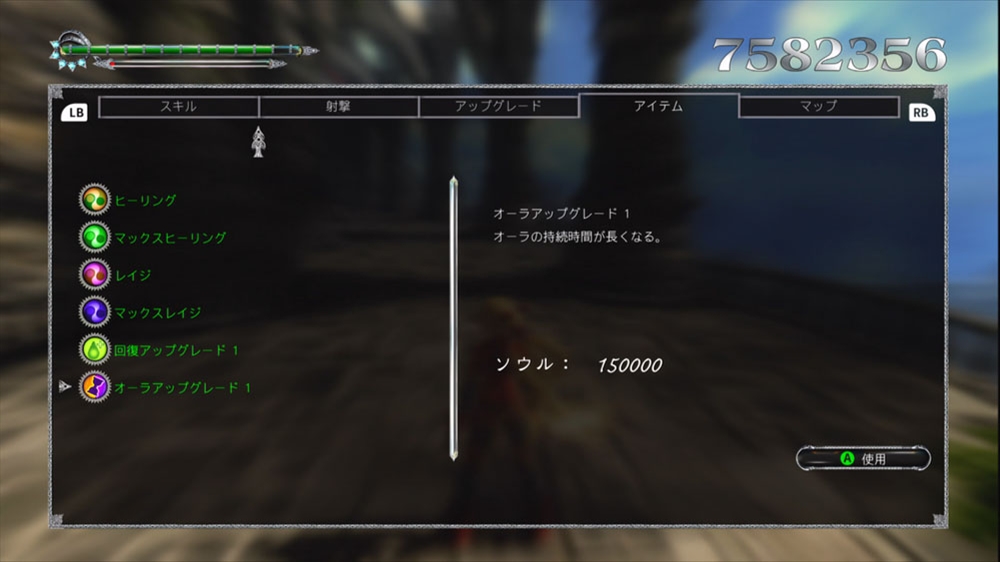 7582356
LB
スキル
射撃
アップグレード
アイテム
マップ
RB
ヒーリング
マックスヒーリング
レイジ
マックスレイジ
回復アップグレード 1
オーラアップグレード 1
オーラアップグレード 1
オーラの持続時間が長くなる。
ソウル： 150000
A 使用